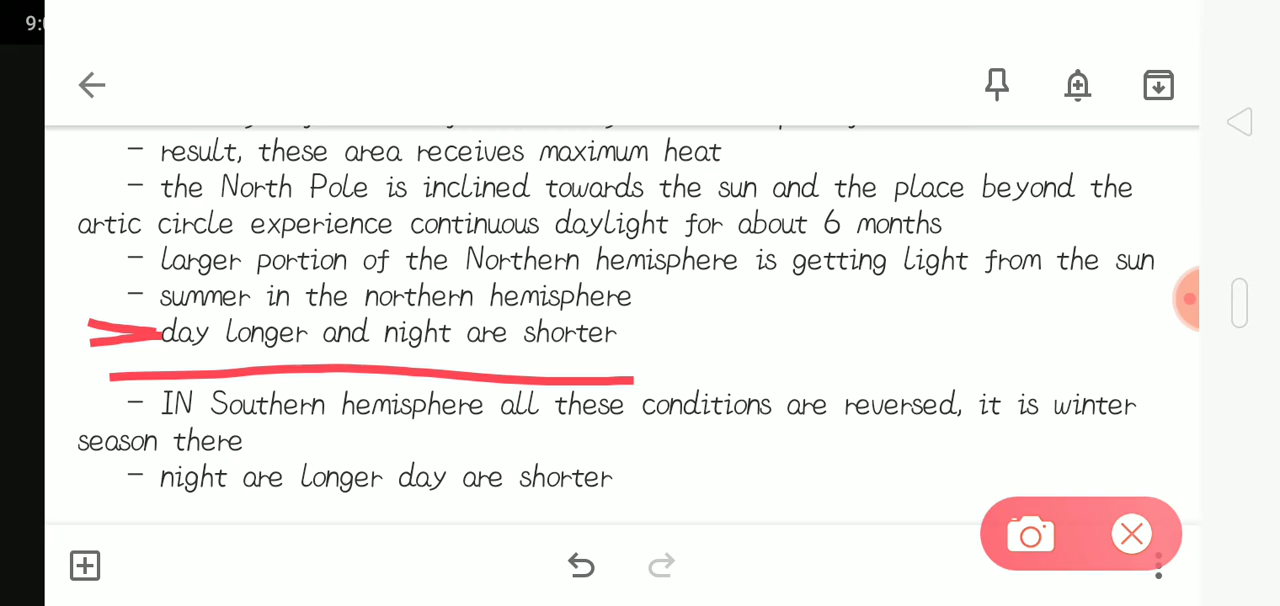 9:0
— result, these area receives maximum heat
— the North Pole is inclined towards the sun and the place beyond the
artic circle experience continuous daylight for about 6 months
— larger portion of the Northern hemisphere is getting light from the sun
— summer in the northern hemisphere
day longer and night are shorter
— IN Southern hemisphere all these conditions are reversed, it is winter
season there
— night are longer day are shorter